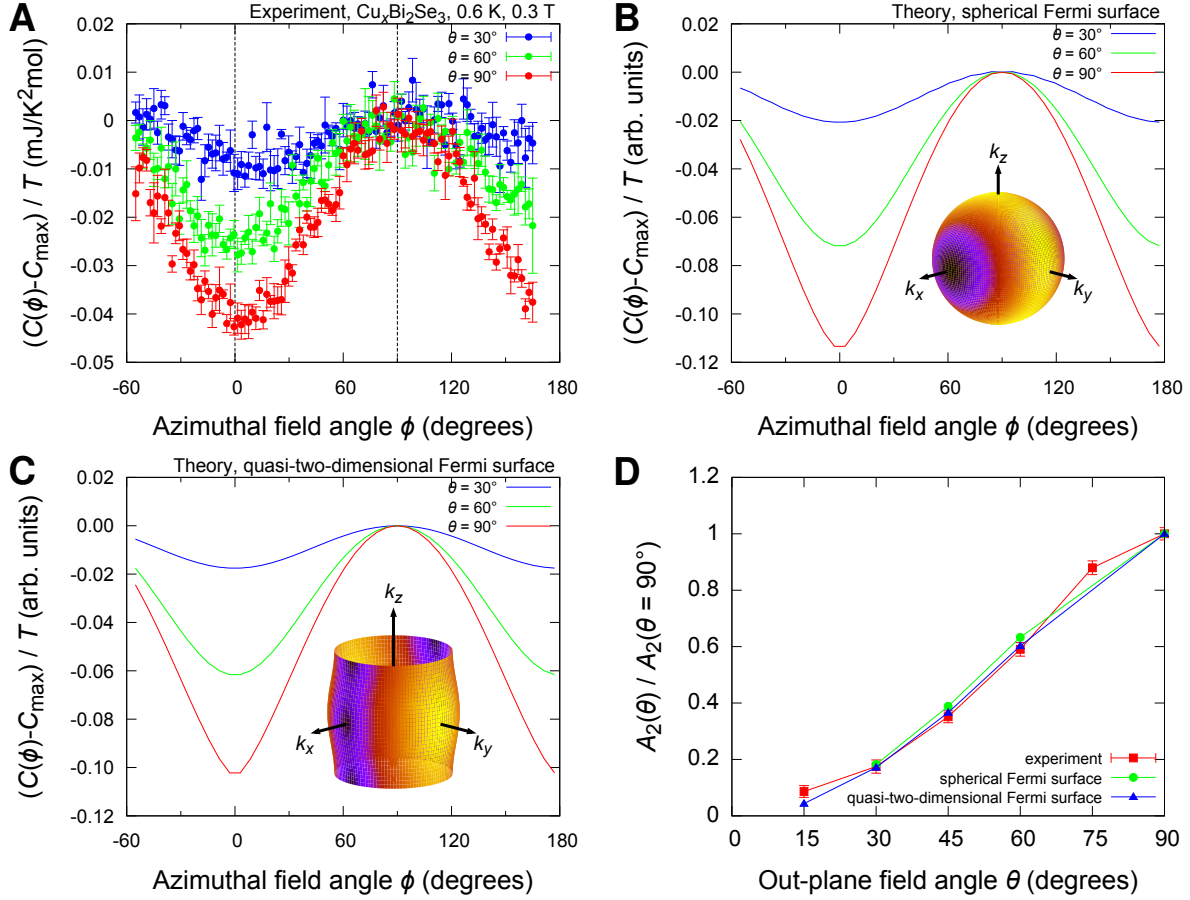 A
Experiment, CuxBi2Se3, 0.6 K, 0.3 T
θ = 30°
θ = 60°
θ = 90°
0.02
0.01
0
-0.01
-0.02
-0.03
-0.04
-0.05
-60
0
60
120
180
(C(ϕ)-Cmax) / T (mJ/K2mol)
Azimuthal field angle ϕ (degrees)
B
Theory, spherical Fermi surface
θ = 30°
θ = 60°
θ = 90°
0.02
0.00
-0.02
-0.04
-0.06
-0.08
-0.10
-0.12
-60
0
60
120
180
(C(ϕ)-Cmax) / T (arb. units)
Azimuthal field angle ϕ (degrees)
kz
kx
ky
C
Theory, quasi-two-dimensional Fermi surface
θ = 30°
θ = 60°
θ = 90°
0.02
0.00
-0.02
-0.04
-0.06
-0.08
-0.10
-0.12
-60
0
60
120
180
(C(ϕ)-Cmax) / T (arb. units)
Azimuthal field angle ϕ (degrees)
kz
kx
ky
D
1.2
1
0.8
0.6
0.4
0.2
0
0
15
30
45
60
75
90
A2(θ) / A2(θ = 90°)
Out-plane field angle θ (degrees)
experiment
spherical Fermi surface
quasi-two-dimensional Fermi surface